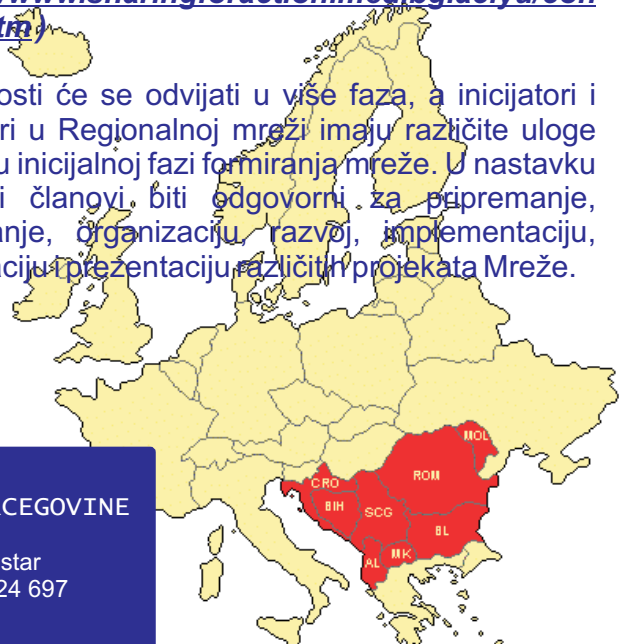 osti će se odvijati u više faza, a inicijatori i
ri u Regionalnoj mreži imaju različite uloge
u inicijalnoj fazi formiranja mreže. U nastavku
i članovi biti odgovorni za pripremanje,
nje, organizaciju, razvoj, implementaciju,
aciju i prezentaciju različitih projekata Mreže.
MOL
CRO
ROM
BIH
SCG
BL
AL
MK
CEGOVINE
star
24 697